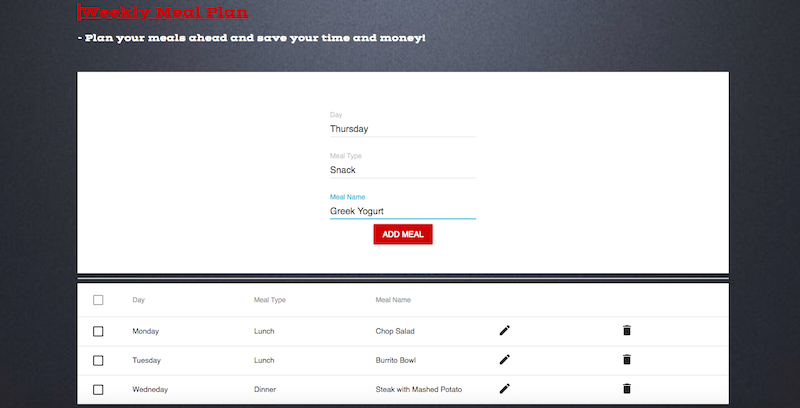 Weekly Meal Plan
- Plan your meals ahead and save your time and money!
Day
Thursday
Meal Type
Snack
Meal Name
Greek Yogurt
ADD MEAL
Day Meal Type Meal Name
Monday Lunch Chop Salad
Tuesday Lunch Burrito Bowl
Wedneday Dinner Steak with Mashed Potato